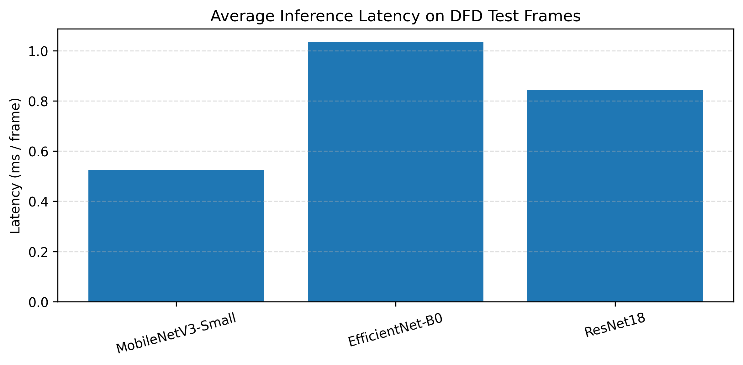 Average Inference Latency on DFD Test Frames
Latency (ms / frame)
1.0
0.8
0.6
0.4
0.2
0.0
MobileNetV3-Small
EfficientNet-B0
ResNet18